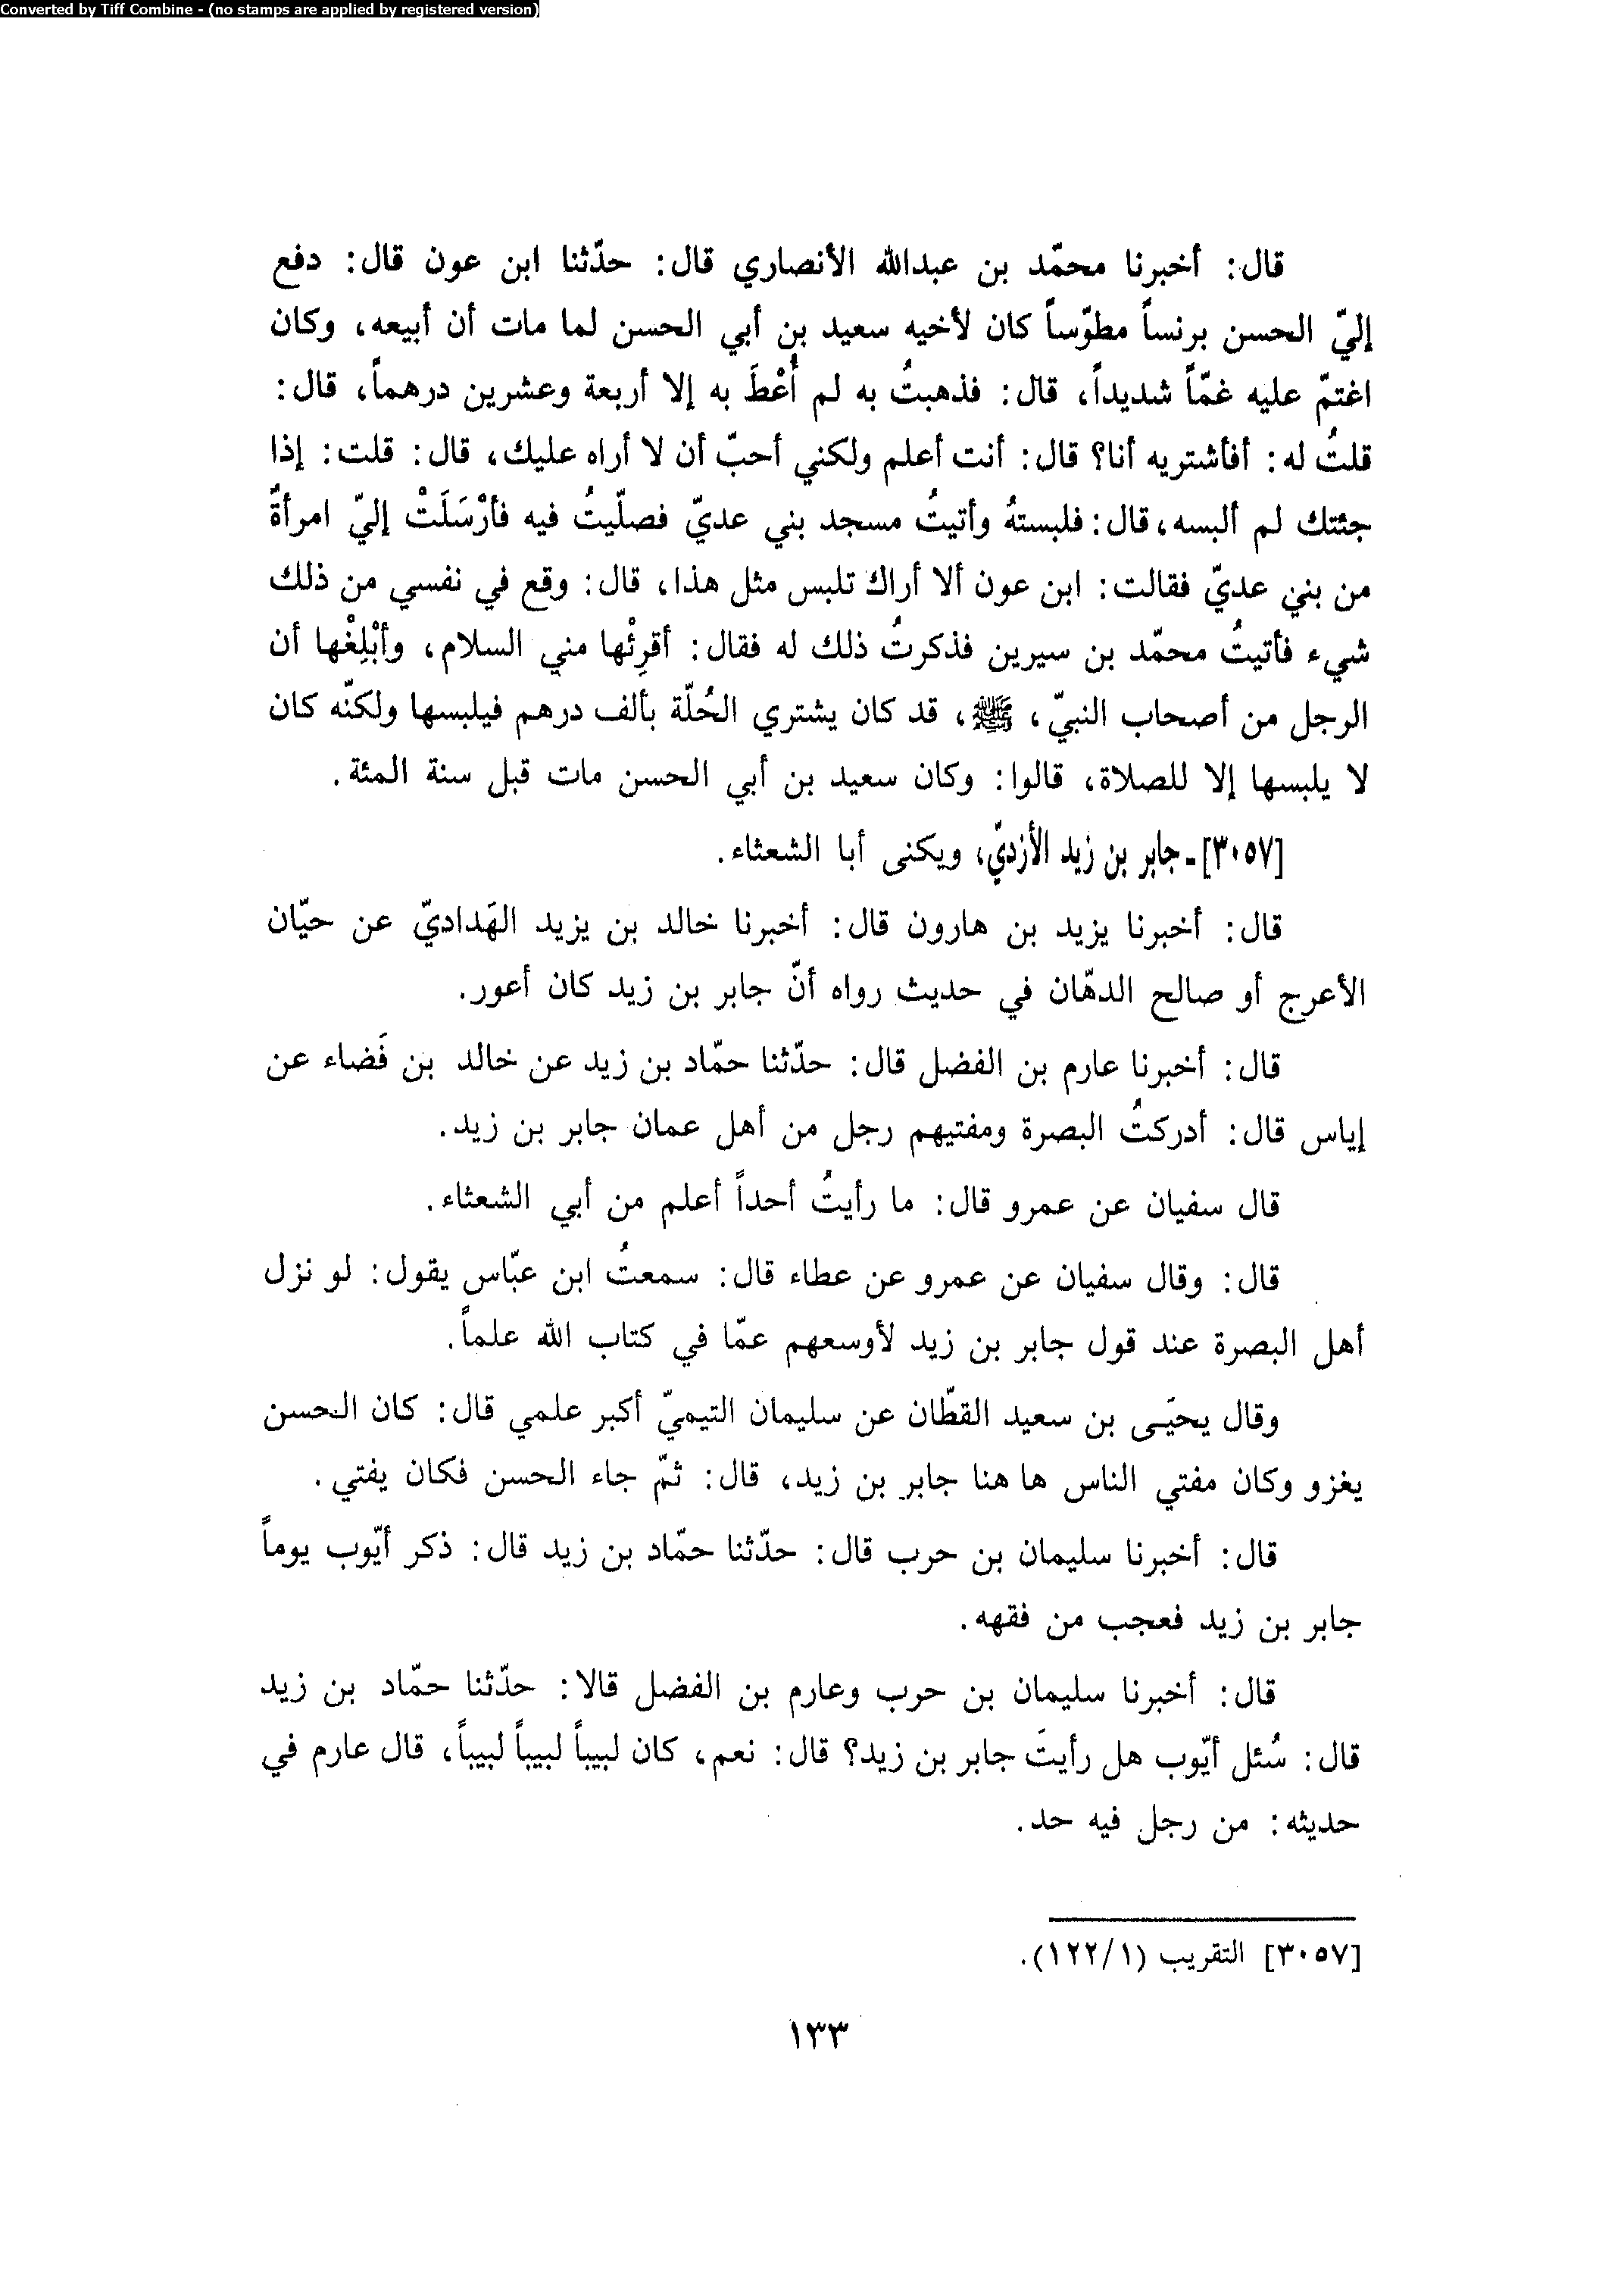 Converted by Tiff Combine - (no stamps are applied by registered version)
قال: أخبرنا محمّد بن عبدالله الأنصاري قال: حدّثنا ابن عون قال: دفع
إليّ الحسن برنساً مطوّساً كان لأخيه سعيد بن أبي الحسن لما مات أن أبيعه، وكان
اغتمّ عليه غمّاً شديداً، قال: فذهبتُ به لم أُعْطَ به إلا أربعة وعشرين درهماً، قال:
قلتُ له: أفأشتريه أنا؟ قال: أنت أعلم ولكني أحبّ أن لا أراه عليك، قال: قلت: إذا
جئتك لم ألبسه، قال: فلبستهُ وأتيتُ مسجد بني عديّ فصلّيتُ فيه فأرْسَلَتْ إليّ امرأةٌ
من بني عديّ فقالت: ابن عون ألا أراك تلبس مثل هذا، قال: وقع في نفسي من ذلك
شيء فأتيتُ محمّد بن سيرين فذكرتُ ذلك له فقال: أقرِئْها مني السلام، وأبْلِغْها أن
الرجل من أصحاب النبيّ، ﷺ، قد كان يشتري الحُلّة بألف درهم فيلبسها ولكنّه كان
لا يلبسها إلا للصلاة، قالوا: وكان سعيد بن أبي الحسن مات قبل سنة المئة.
[٣٠٥٧]ـ جابر بن زيد الأزديّ، ويكنى أبا الشعثاء.
قال: أخبرنا يزيد بن هارون قال: أخبرنا خالد بن يزيد الهَداديّ عن حيّان
الأعرج أو صالح الدهّان في حديث رواه أنّ جابر بن زيد كان أعور.
قال: أخبرنا عارم بن الفضل قال: حدّثنا حمّاد بن زيد عن خالد بن فَضاء عن
إياس قال: أدركتُ البصرة ومفتيهم رجل من أهل عمان جابر بن زيد.
قال سفيان عن عمرو قال: ما رأيتُ أحداً أعلم من أبي الشعثاء.
قال: وقال سفيان عن عمرو عن عطاء قال: سمعتُ ابن عبّاس يقول: لو نزل
أهل البصرة عند قول جابر بن زيد لأوسعهم عمّا في كتاب الله علماً.
وقال يحيَـى بن سعيد القطّان عن سليمان التيميّ أكبر علمي قال: كان الحسن
يغزو وكان مفتي الناس ها هنا جابر بن زيد، قال: ثمّ جاء الحسن فكان يفتي.
قال: أخبرنا سليمان بن حرب قال: حدّثنا حمّاد بن زيد قال: ذكر أيّوب يوماً
جابر بن زيد فعجب من فقهه.
قال: أخبرنا سليمان بن حرب وعارم بن الفضل قالا: حدّثنا حمّاد بن زيد
قال: سُئل أيّوب هل رأيتَ جابر بن زيد؟ قال: نعم، كان لبيباً لبيباً لبيباً، قال عارم في
حديثه: من رجل فيه حد.
[٣٠٥٧] التقريب (١/١٢٢).
١٣٣